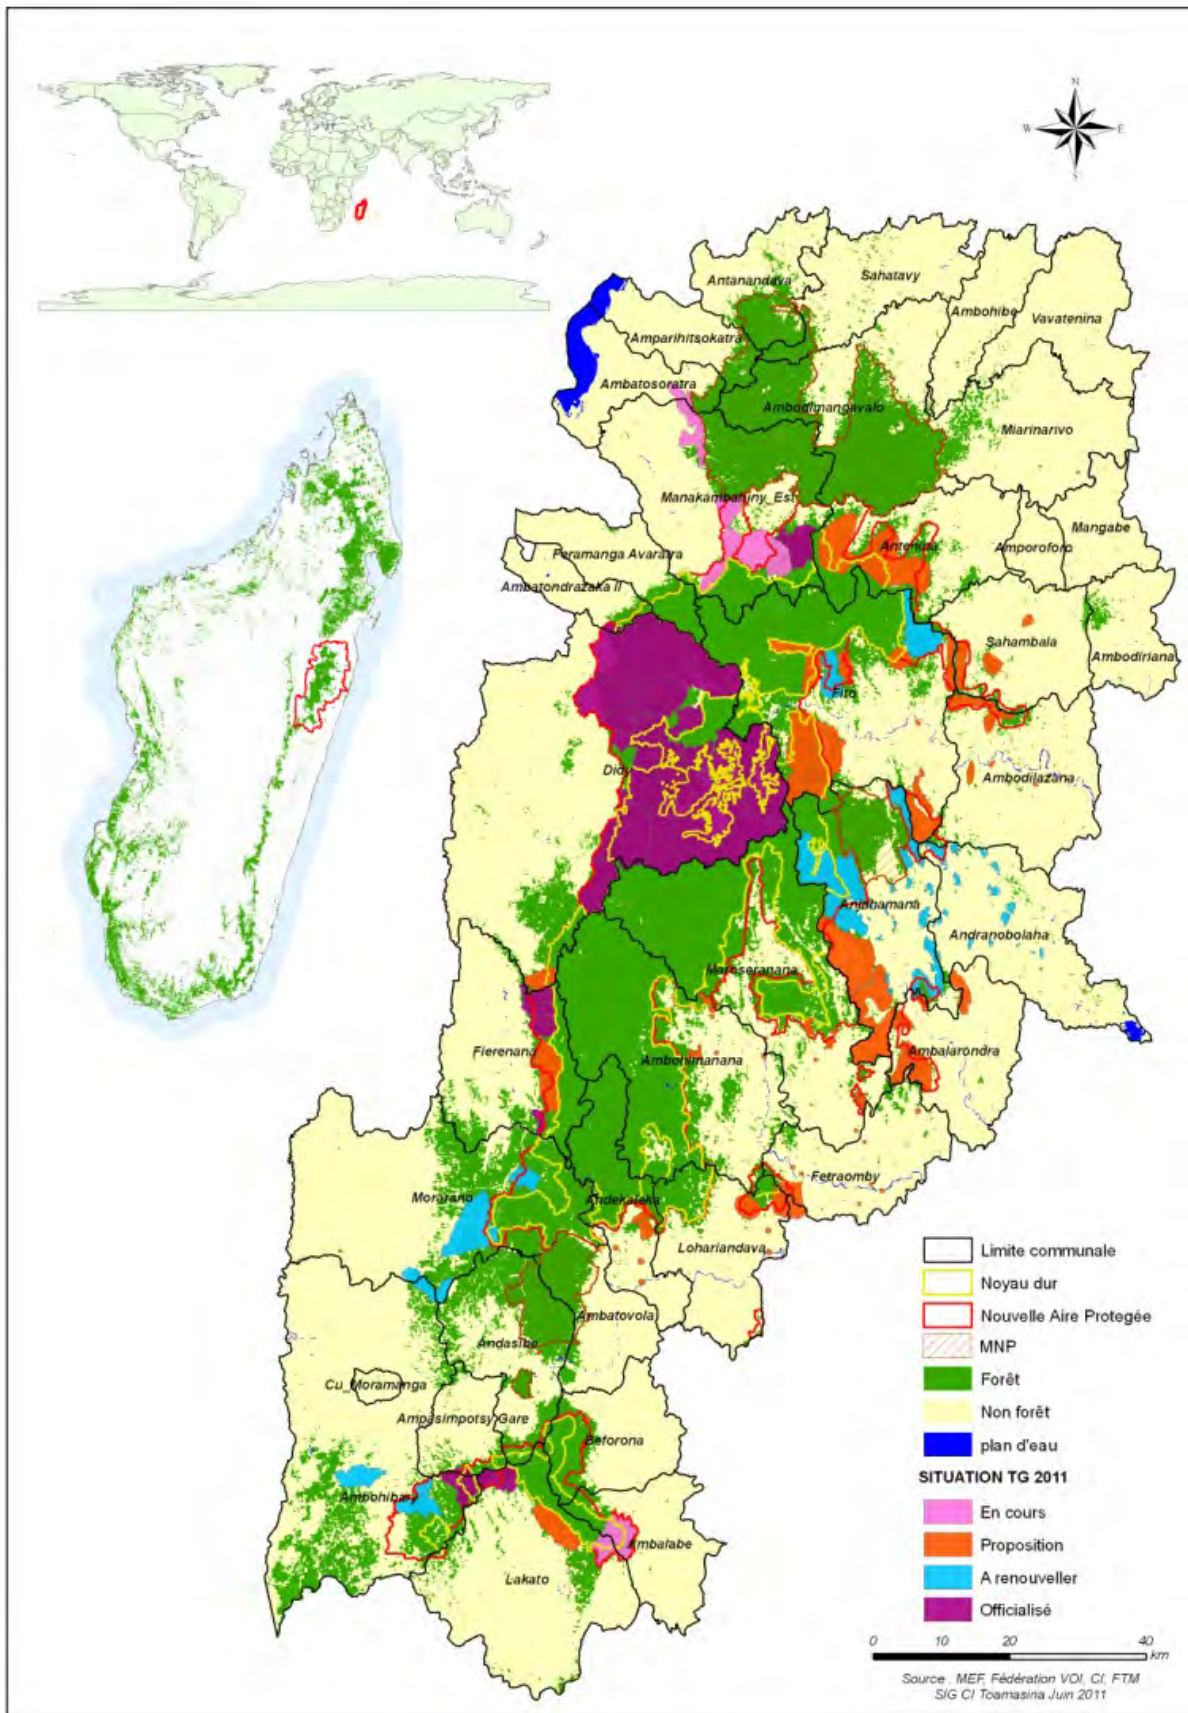 N
W
E
S
Antanandava
Sahatavy
Ambohibe
Vavatenina
Amparihitsokatra
Ambatosoratra
Ambodimangavalo
Miarinarivo
Manakambahiny_Est
Mangabe
Antenina
Amporoforo
Feramanga Avaratra
Ambatondrazaka II
Sahambala
Ambodiriana
Fito
Didy
Ambodilazana
Andranobolaha
Maroseranana
Fierenana
Ambohimanana
Ambalarondra
Fetraomby
Morarano
Andekaleka
Lohariandava
Ambatovola
Andasibe
Cu_Moramanga
Ampasimpotsy Gare
Beforona
Ambohibary
Ambalabe
Lakato
Limite communale
Noyau dur
Nouvelle Aire Protegée
MNP
Forêt
Non forêt
plan d'eau
SITUATION TG 2011
En cours
Proposition
A renouveller
Officialisé
0 10 20 40
km
Source . MEF, Fédération VOI, CI, FTM
SIG CI Toamasina Juin 2011